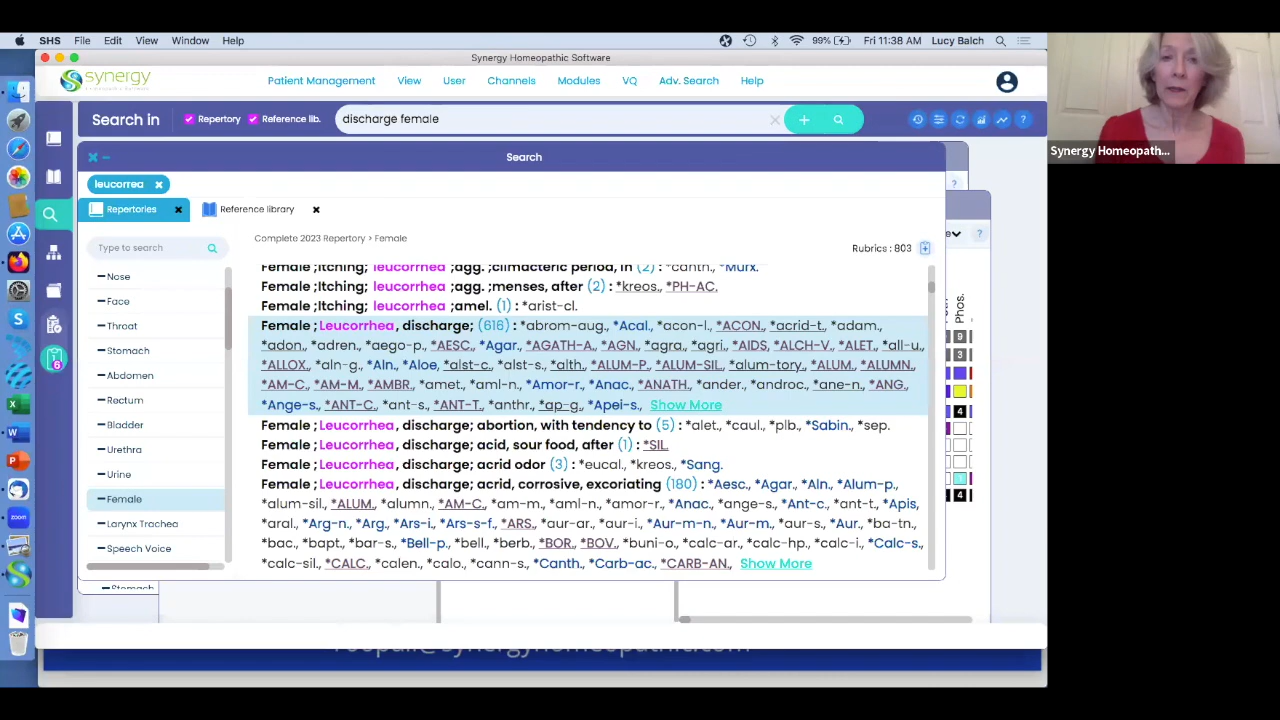 SHS File Edit View Window Help 99% Fri 11:38 AM Lucy Balch
Synergy Homeopathic Software
synergy
Patient Management View User Channels Modules VQ Adv. Search Help
Search in Repertory Reference lib. discharge female
Search
leucorrea
Repertories Reference library
Type to search
Complete 2023 Repertory > Female
Rubrics : 803
Nose
Face
Throat
Stomach
Abdomen
Rectum
Bladder
Urethra
Urine
Female
Larynx Trachea
Speech Voice
Stomach
Female ;Itching; leucorrhea ;agg. ;climacteric period, in (2) : *canth., *Murx.
Female ;Itching; leucorrhea ;agg. ;menses, after (2) : *kreos., *PH-AC.
Female ;Itching; leucorrhea ;amel. (1) : *arist-cl.
Female ; Leucorrhea, discharge; (616) : *abrom-aug., *Acal., *acon-l., *ACON., *acrid-t., *adam.,
*adon., *adren., *aego-p., *AESC., *Agar., *AGATH-A., *AGN., *agra., *agri., *AIDS, *ALCH-V., *ALET., *all-u.,
*ALLOX., *aln-g., *Aln., *Aloe, *alst-c., *alst-s., *alth., *ALUM-P., *ALUM-SIL., *alum-tory., *ALUM., *ALUMN.,
*AM-C., *AM-M., *AMBR., *amet., *aml-n., *Amor-r., *Anac., *ANATH., *ander., *androc., *ane-n., *ANG.,
*Ange-s., *ANT-C., *ant-s., *ANT-T., *anthr., *ap-g., *Apei-s., Show More
Female ; Leucorrhea, discharge; abortion, with tendency to (5) : *alet., *caul., *plb., *Sabin., *sep.
Female ; Leucorrhea, discharge; acid, sour food, after (1) : *SIL.
Female ; Leucorrhea, discharge; acrid odor (3) : *eucal., *kreos., *Sang.
Female ; Leucorrhea, discharge; acrid, corrosive, excoriating (180) : *Aesc., *Agar., *Aln., *Alum-p.,
*alum-sil., *ALUM., *alumn., *AM-C., *am-m., *aml-n., *amor-r., *Anac., *ange-s., *Ant-c., *ant-t., *Apis,
*aral., *Arg-n., *Arg., *Ars-i., *Ars-s-f., *ARS., *aur-ar., *aur-i., *Aur-m-n., *Aur-m., *aur-s., *Aur., *ba-tn.,
*bac., *bapt., *bar-s., *Bell-p., *bell., *berb., *BOR., *BOV., *buni-o., *calc-ar., *calc-hp., *calc-i., *Calc-s.,
*calc-sil., *CALC., *calen., *calo., *cann-s., *Canth., *Carb-ac., *CARB-AN., Show More
Phos.
9
3
4
1
4
Synergy Homeopath...